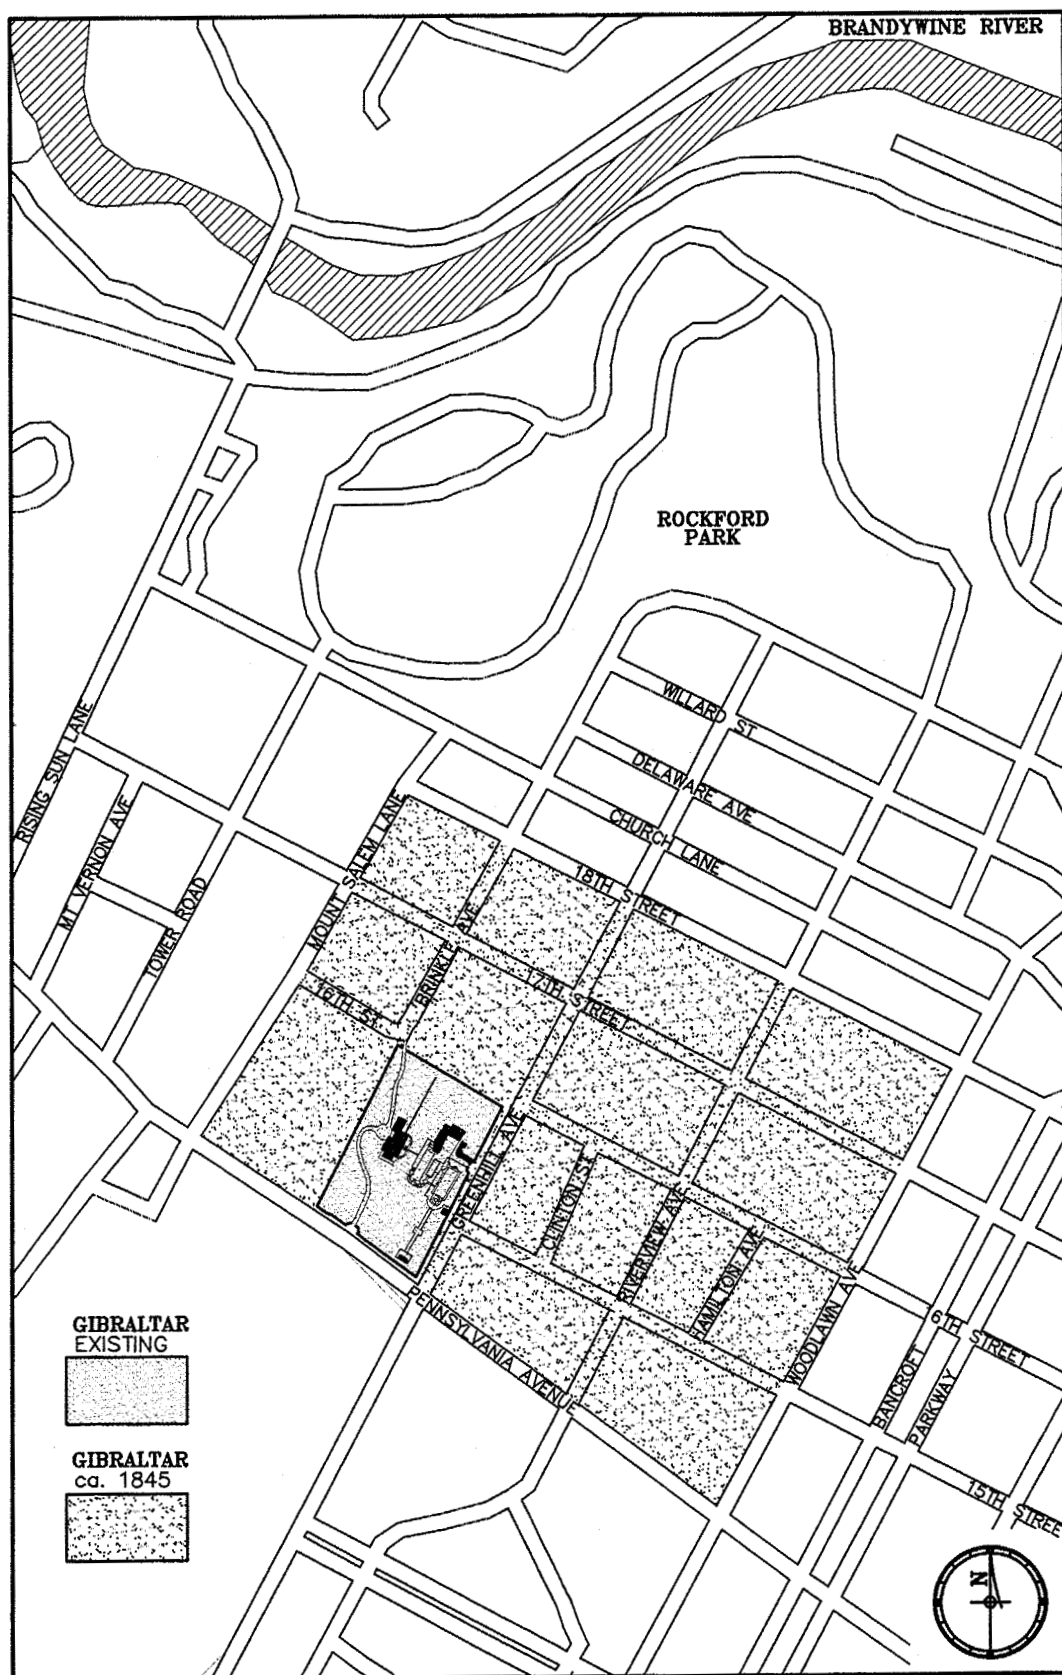 BRANDYWINE RIVER
ROCKFORD
PARK
WILLARD ST
DELAWARE AVE
CHURCH LANE
18TH STREET
RISING SUN LANE
MT VERNON AVE
TOWER ROAD
MOUNT SALEM LANE
BRINKLE AVE
17TH STREET
16TH ST
GREENHILL AVE
CLINTON ST
RIVERVIEW AVE
HAMILTON AVE
WOODLAWN AVE
PENNSYLVANIA AVENUE
6TH STREET
BANCROFT
PARKWAY
15TH STREE
GIBRALTAR
EXISTING
GIBRALTAR
ca. 1845
N